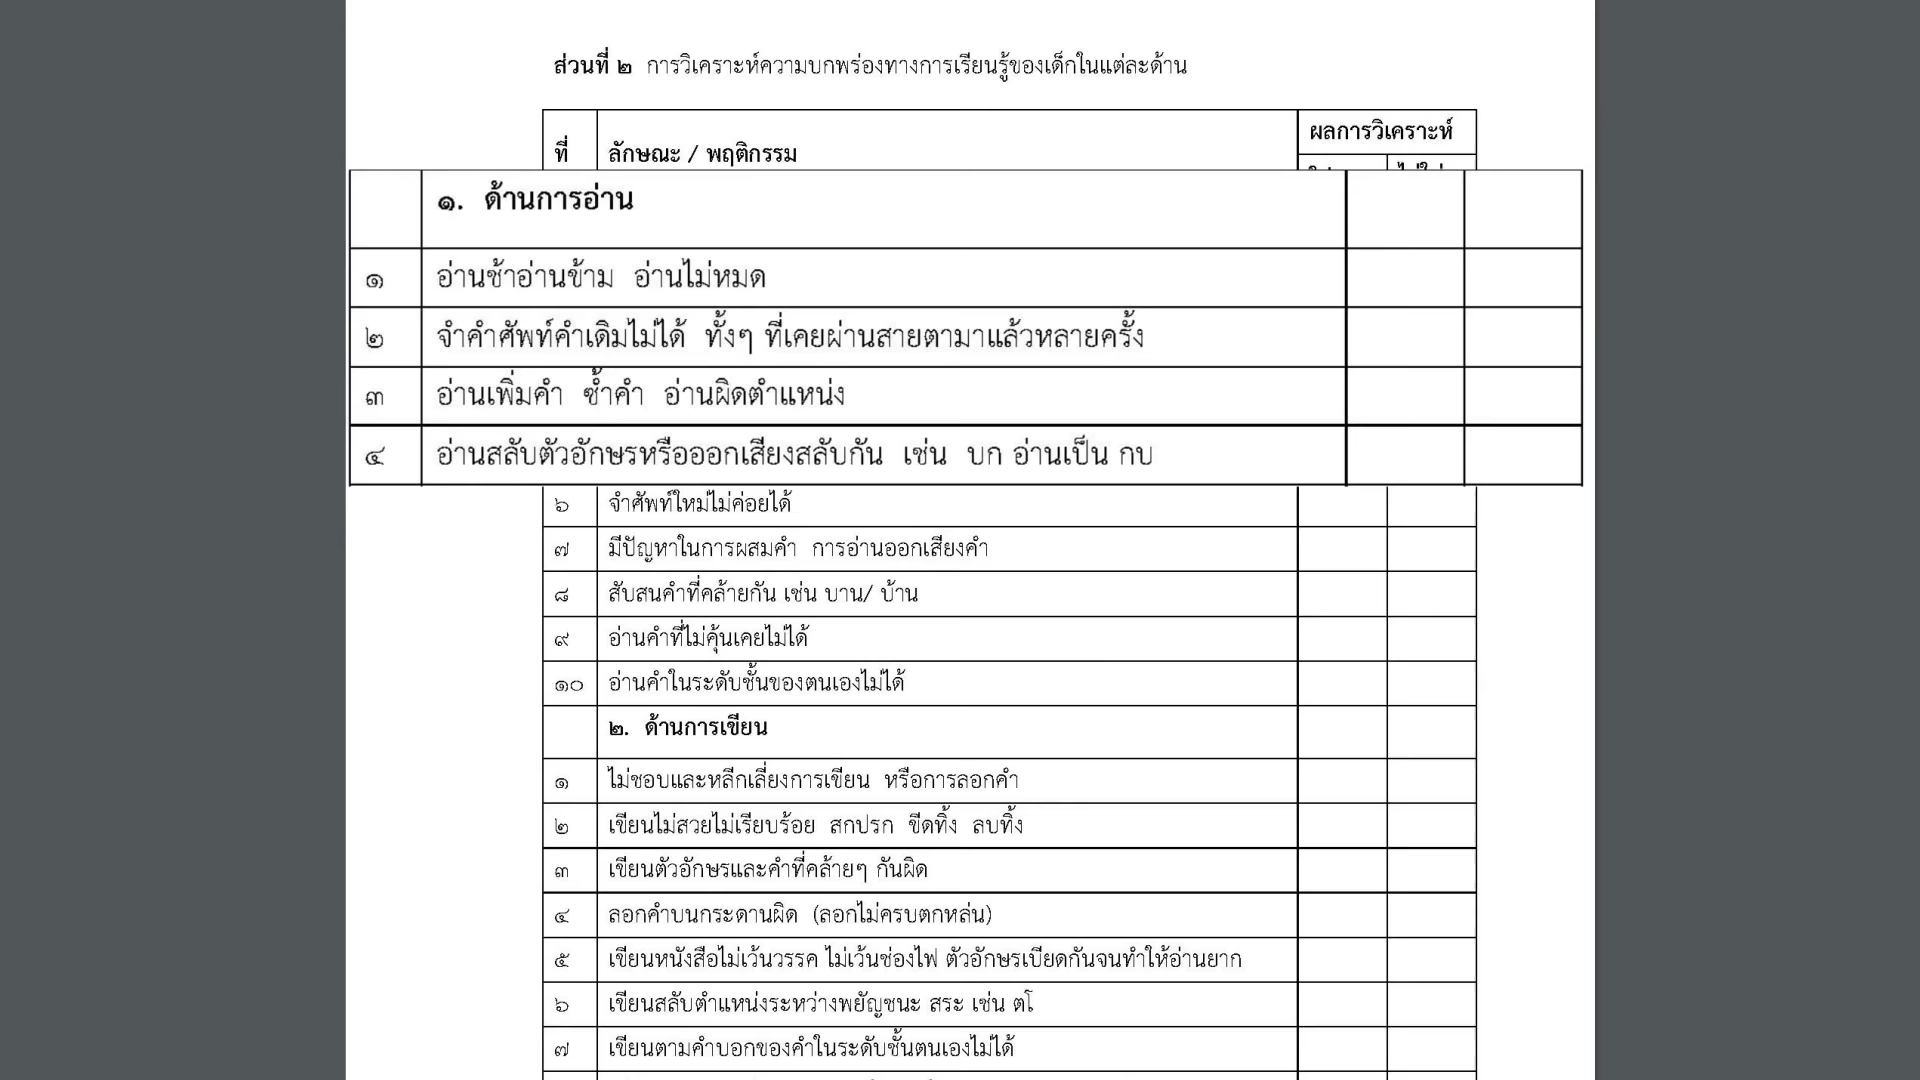 ส่วนที่ ๒ การวิเคราะห์ความบกพร่องทางการเรียนรู้ของเด็กในแต่ละด้าน
ผลการวิเคราะห์
ที่ ลักษณะ / พฤติกรรม
๑. ด้านการอ่าน
๑ อ่านช้าอ่านข้าม อ่านไม่หมด
๒ จำคำศัพท์คำเดิมไม่ได้ ทั้งๆ ที่เคยผ่านสายตามาแล้วหลายครั้ง
๓ อ่านเพิ่มคำ ซ้ำคำ อ่านผิดตำแหน่ง
๔ อ่านสลับตัวอักษรหรือออกเสียงสลับกัน เช่น บก อ่านเป็น กบ
๖ จำศัพท์ใหม่ไม่ค่อยได้
๗ มีปัญหาในการผสมคำ การอ่านออกเสียงคำ
๘ สับสนคำที่คล้ายกัน เช่น บาน/ บ้าน
๙ อ่านคำที่ไม่คุ้นเคยไม่ได้
๑๐ อ่านคำในระดับชั้นของตนเองไม่ได้
๒. ด้านการเขียน
๑ ไม่ชอบและหลีกเลี่ยงการเขียน หรือการลอกคำ
๒ เขียนไม่สวยไม่เรียบร้อย สกปรก ขีดทิ้ง ลบทิ้ง
๓ เขียนตัวอักษรและคำที่คล้ายๆ กันผิด
๔ ลอกคำบนกระดานผิด (ลอกไม่ครบตกหล่น)
๕ เขียนหนังสือไม่เว้นวรรค ไม่เว้นช่องไฟ ตัวอักษรเบียดกันจนทำให้อ่านยาก
๖ เขียนสลับตำแหน่งระหว่างพยัญชนะ สระ เช่น ตโ
๗ เขียนตามคำบอกของคำในระดับชั้นตนเองไม่ได้